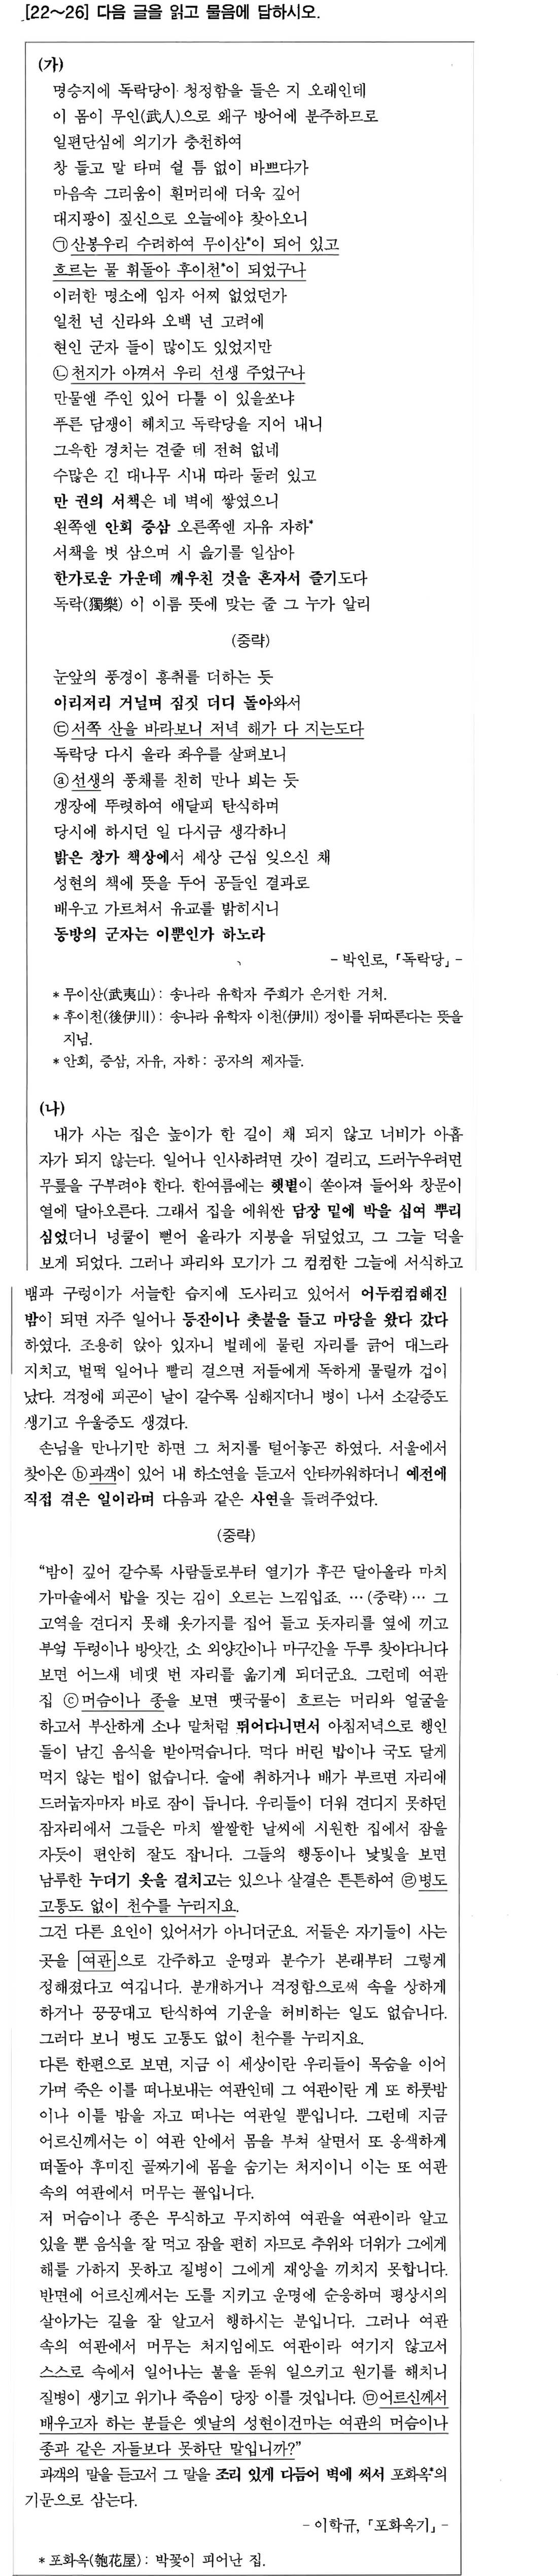 [22～26] 다음 글을 읽고 물음에 답하시오.
(가)
명승지에 독락당이 청정함을 들은 지 오래인데
이 몸이 무인(武人)으로 왜구 방어에 분주하므로
일편단심에 의기가 충천하여
창 들고 말 타며 쉴 틈 없이 바쁘다가
마음속 그리움이 흰머리에 더욱 깊어
대지팡이 짚신으로 오늘에야 찾아오니
㉠산봉우리 수려하여 무이산*이 되어 있고
흐르는 물 휘돌아 후이천*이 되었구나
이러한 명소에 임자 어찌 없었던가
일천 년 신라와 오백 년 고려에
현인 군자 들이 많이도 있었지만
㉡천지가 아껴서 우리 선생 주었구나
만물엔 주인 있어 다툴 이 있을쏘냐
푸른 담쟁이 헤치고 독락당을 지어 내니
그윽한 경치는 견줄 데 전혀 없네
수많은 긴 대나무 시내 따라 둘러 있고
만 권의 서책은 네 벽에 쌓였으니
왼쪽엔 안회 증삼 오른쪽엔 자유 자하*
서책을 벗 삼으며 시 읊기를 일삼아
한가로운 가운데 깨우친 것을 혼자서 즐기도다
독락(獨樂) 이 이름 뜻에 맞는 줄 그 누가 알리
(중략)
눈앞의 풍경이 흥취를 더하는 듯
이리저리 거닐며 짐짓 더디 돌아와서
㉢서쪽 산을 바라보니 저녁 해가 다 지는도다
독락당 다시 올라 좌우를 살펴보니
ⓐ선생의 풍채를 친히 만나 뵈는 듯
갱장에 뚜렷하여 애달피 탄식하며
당시에 하시던 일 다시금 생각하니
밝은 창가 책상에서 세상 근심 잊으신 채
성현의 책에 뜻을 두어 공들인 결과로
배우고 가르쳐서 유교를 밝히시니
동방의 군자는 이뿐인가 하노라
- 박인로, 「독락당」 -
* 무이산(武夷山): 송나라 유학자 주희가 은거한 거처.
* 후이천(後伊川): 송나라 유학자 이천(伊川) 정이를 뒤따른다는 뜻을
지님.
* 안회, 증삼, 자유, 자하: 공자의 제자들.
(나)
내가 사는 집은 높이가 한 길이 채 되지 않고 너비가 아홉
자가 되지 않는다. 일어나 인사하려면 갓이 걸리고, 드러누우려면
무릎을 구부려야 한다. 한여름에는 햇볕이 쏟아져 들어와 창문이
열에 달아오른다. 그래서 집을 에워싼 담장 밑에 박을 십여 뿌리
심었더니 넝쿨이 뻗어 올라가 지붕을 뒤덮었고, 그 그늘 덕을
보게 되었다. 그러나 파리와 모기가 그 컴컴한 그늘에 서식하고
뱀과 구렁이가 서늘한 습지에 도사리고 있어서 어두컴컴해진
밤이 되면 자주 일어나 등잔이나 촛불을 들고 마당을 왔다 갔다
하였다. 조용히 앉아 있자니 벌레에 물린 자리를 긁어 대느라
지치고, 벌떡 일어나 빨리 걸으면 저들에게 독하게 물릴까 겁이
났다. 걱정에 피곤이 날이 갈수록 심해지더니 병이 나서 소갈증도
생기고 우울증도 생겼다.
손님을 만나기만 하면 그 처지를 털어놓곤 하였다. 서울에서
찾아온 ⓑ과객이 있어 내 하소연을 듣고서 안타까워하더니 예전에
직접 겪은 일이라며 다음과 같은 사연을 들려주었다.
(중략)
“밤이 깊어 갈수록 사람들로부터 열기가 후끈 달아올라 마치
가마솥에서 밥을 짓는 김이 오르는 느낌입죠. …(중략)… 그
고역을 견디지 못해 옷가지를 집어 들고 돗자리를 옆에 끼고
부엌 두렁이나 방앗간, 소 외양간이나 마구간을 두루 찾아다니다
보면 어느새 네댓 번 자리를 옮기게 되더군요. 그런데 여관
집 ⓒ머슴이나 종을 보면 땟국물이 흐르는 머리와 얼굴을
하고서 부산하게 소나 말처럼 뛰어다니면서 아침저녁으로 행인
들이 남긴 음식을 받아먹습니다. 먹다 버린 밥이나 국도 달게
먹지 않는 법이 없습니다. 술에 취하거나 배가 부르면 자리에
드러눕자마자 바로 잠이 듭니다. 우리들이 더워 견디지 못하던
잠자리에서 그들은 마치 쌀쌀한 날씨에 시원한 집에서 잠을
자듯이 편안히 잘도 잡니다. 그들의 행동이나 낯빛을 보면
남루한 누더기 옷을 걸치고는 있으나 살결은 튼튼하여 ㉣병도
고통도 없이 천수를 누리지요.
그건 다른 요인이 있어서가 아니더군요. 저들은 자기들이 사는
곳을 여관으로 간주하고 운명과 분수가 본래부터 그렇게
정해졌다고 여깁니다. 분개하거나 걱정함으로써 속을 상하게
하거나 끙끙대고 탄식하여 기운을 허비하는 일도 없습니다.
그러다 보니 병도 고통도 없이 천수를 누리지요.
다른 한편으로 보면, 지금 이 세상이란 우리들이 목숨을 이어
가며 죽은 이를 떠나보내는 여관인데 그 여관이란 게 또 하룻밤
이나 이틀 밤을 자고 떠나는 여관일 뿐입니다. 그런데 지금
어르신께서는 이 여관 안에서 몸을 부쳐 살면서 또 옹색하게
떠돌아 후미진 골짜기에 몸을 숨기는 처지이니 이는 또 여관
속의 여관에서 머무는 꼴입니다.
저 머슴이나 종은 무식하고 무지하여 여관을 여관이라 알고
있을 뿐 음식을 잘 먹고 잠을 편히 자므로 추위와 더위가 그에게
해를 가하지 못하고 질병이 그에게 재앙을 끼치지 못합니다.
반면에 어르신께서는 도를 지키고 운명에 순응하며 평상시의
살아가는 길을 잘 알고서 행하시는 분입니다. 그러나 여관
속의 여관에서 머무는 처지임에도 여관이라 여기지 않고서
스스로 속에서 일어나는 불을 돋워 일으키고 원기를 해치니
질병이 생기고 위기나 죽음이 당장 이를 것입니다. ㉤어르신께서
배우고자 하는 분들은 옛날의 성현이건마는 여관의 머슴이나
종과 같은 자들보다 못하단 말입니까?”
과객의 말을 듣고서 그 말을 조리 있게 다듬어 벽에 써서 포화옥*의
기문으로 삼는다.
- 이학규, 「포화옥기」 -
* 포화옥(匏花屋): 박꽃이 피어난 집.